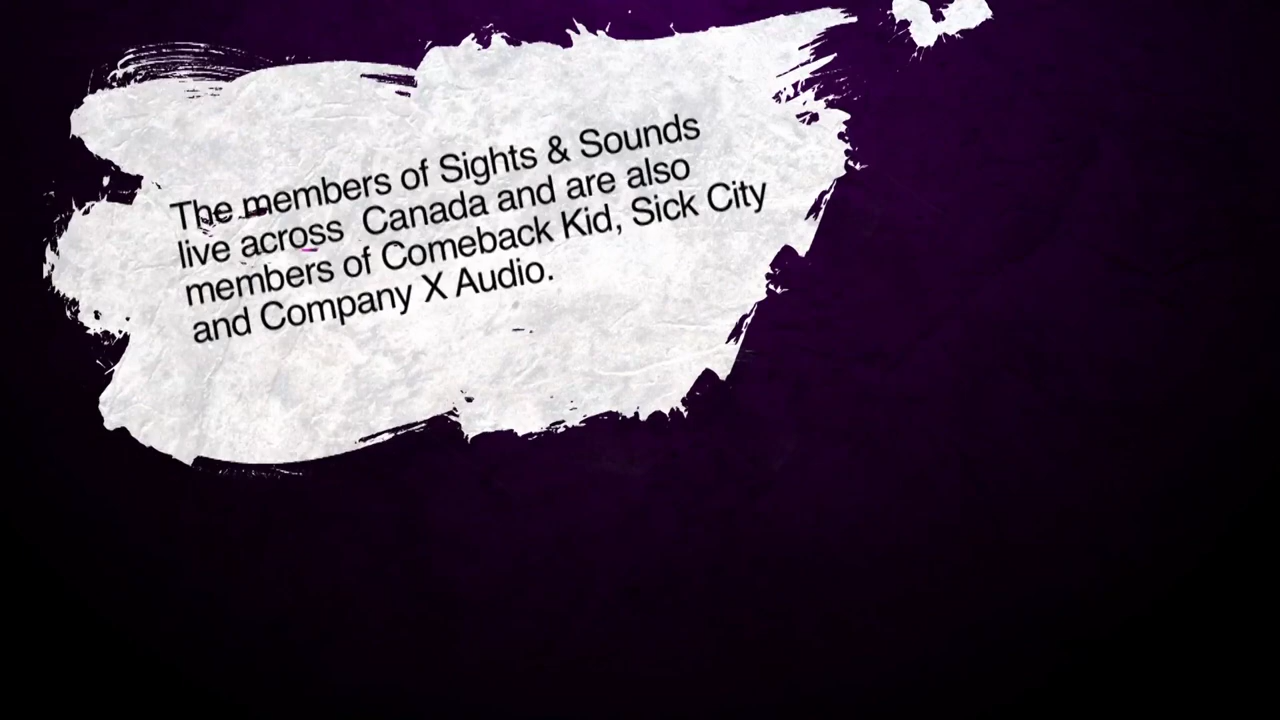 The members of Sights & Sounds
live across  Canada and are also
members of Comeback Kid, Sick City
and Company X Audio.